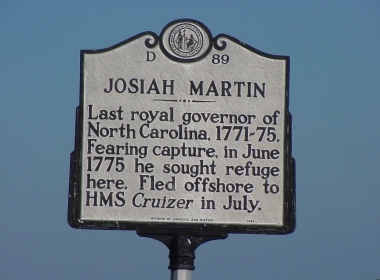 D 89
JOSIAH MARTIN
Last royal governor of
North Carolina, 1771-75.
Fearing capture, in June
1775 he sought refuge
here. Fled offshore to
HMS Cruizer in July.